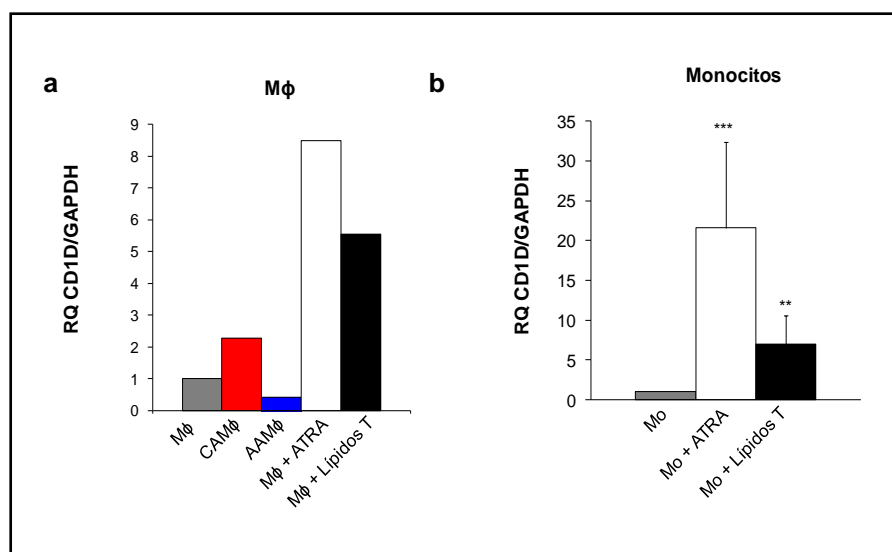 a
Mϕ
RQ CD1D/GAPDH
9
8
7
6
5
4
3
2
1
0
Mϕ
CAMϕ
AAMϕ
Mϕ + ATRA
Mϕ + Lípidos T
b
Monocitos
RQ CD1D/GAPDH
35
30
25
20
15
10
5
0
***
**
Mo
Mo + ATRA
Mo + Lípidos T